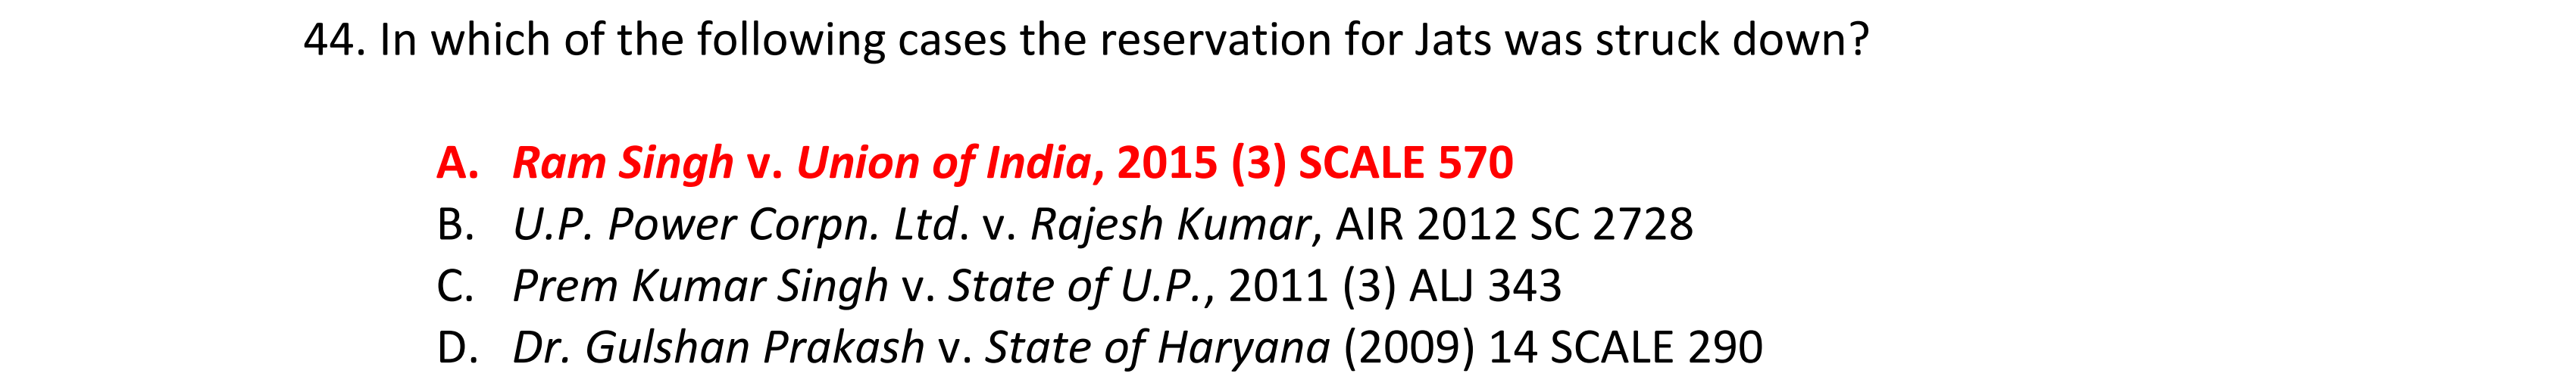 44. In which of the following cases the reservation for Jats was struck down?
A. Ram Singh v. Union of India, 2015 (3) SCALE 570
B. U.P. Power Corpn. Ltd. v. Rajesh Kumar, AIR 2012 SC 2728
C. Prem Kumar Singh v. State of U.P., 2011 (3) ALJ 343
D. Dr. Gulshan Prakash v. State of Haryana (2009) 14 SCALE 290